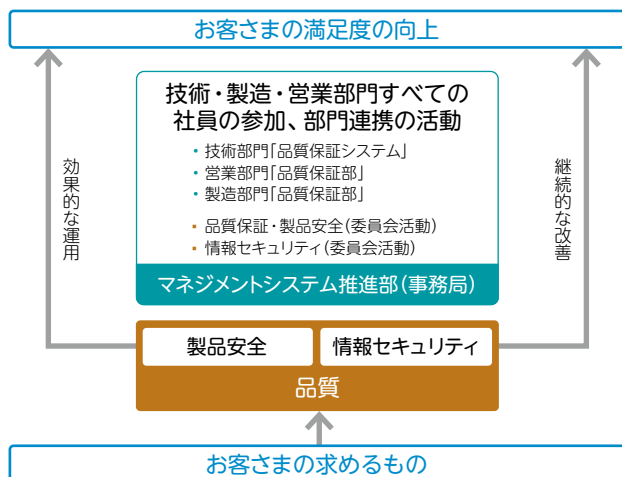 お客さまの満足度の向上
技術・製造・営業部門すべての
社員の参加、部門連携の活動
・技術部門「品質保証システム」
・営業部門「品質保証部」
・製造部門「品質保証部」
・品質保証・製品安全(委員会活動)
・情報セキュリティ(委員会活動)
マネジメントシステム推進部(事務局)
効果的な運用
継続的な改善
製品安全
情報セキュリティ
品質
お客さまの求めるもの